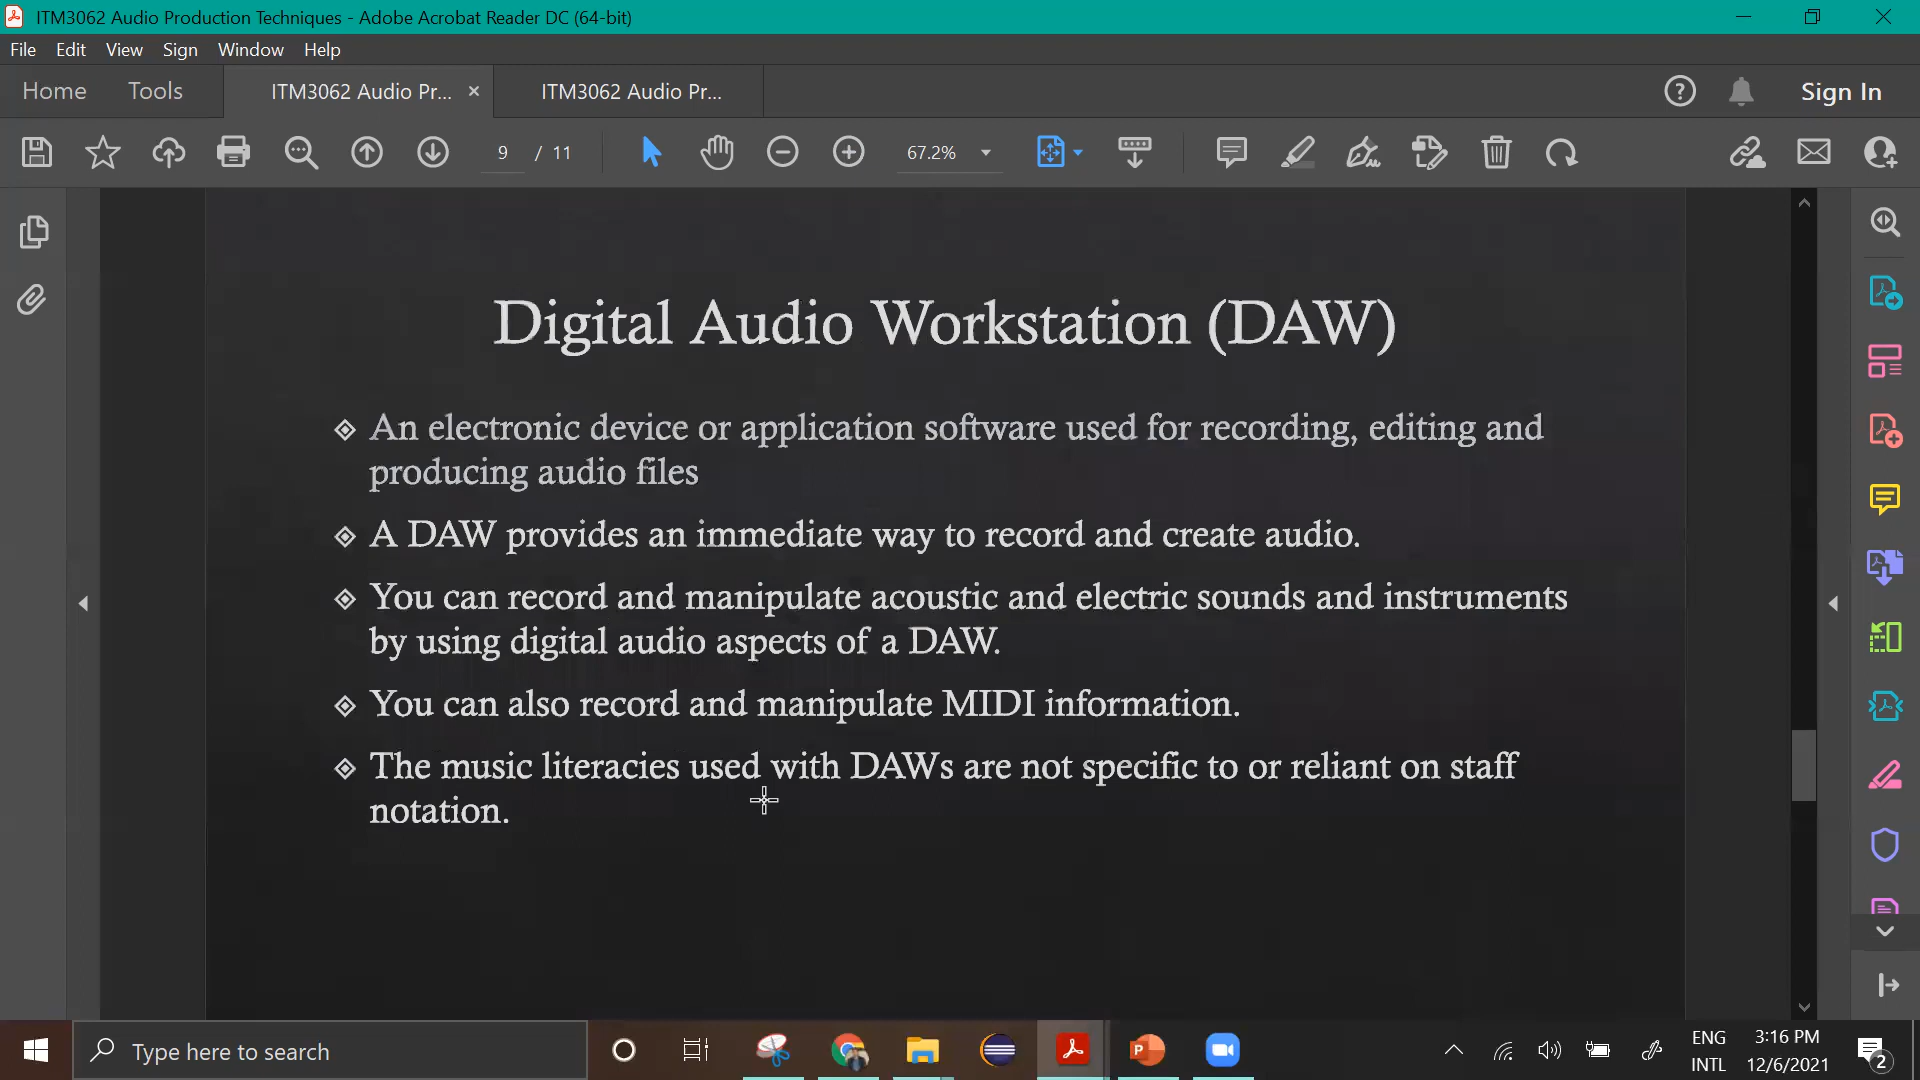 ITM3062 Audio Production Techniques - Adobe Acrobat Reader DC (64-bit)
File Edit View Sign Window Help
Home Tools ITM3062 Audio Pr... × ITM3062 Audio Pr... Sign In
9 / 11 67.2%
Digital Audio Workstation (DAW)
An electronic device or application software used for recording, editing and
producing audio files
A DAW provides an immediate way to record and create audio.
You can record and manipulate acoustic and electric sounds and instruments
by using digital audio aspects of a DAW.
You can also record and manipulate MIDI information.
The music literacies used with DAWs are not specific to or reliant on staff
notation.
Type here to search
ENG 3:16 PM
INTL 12/6/2021
2